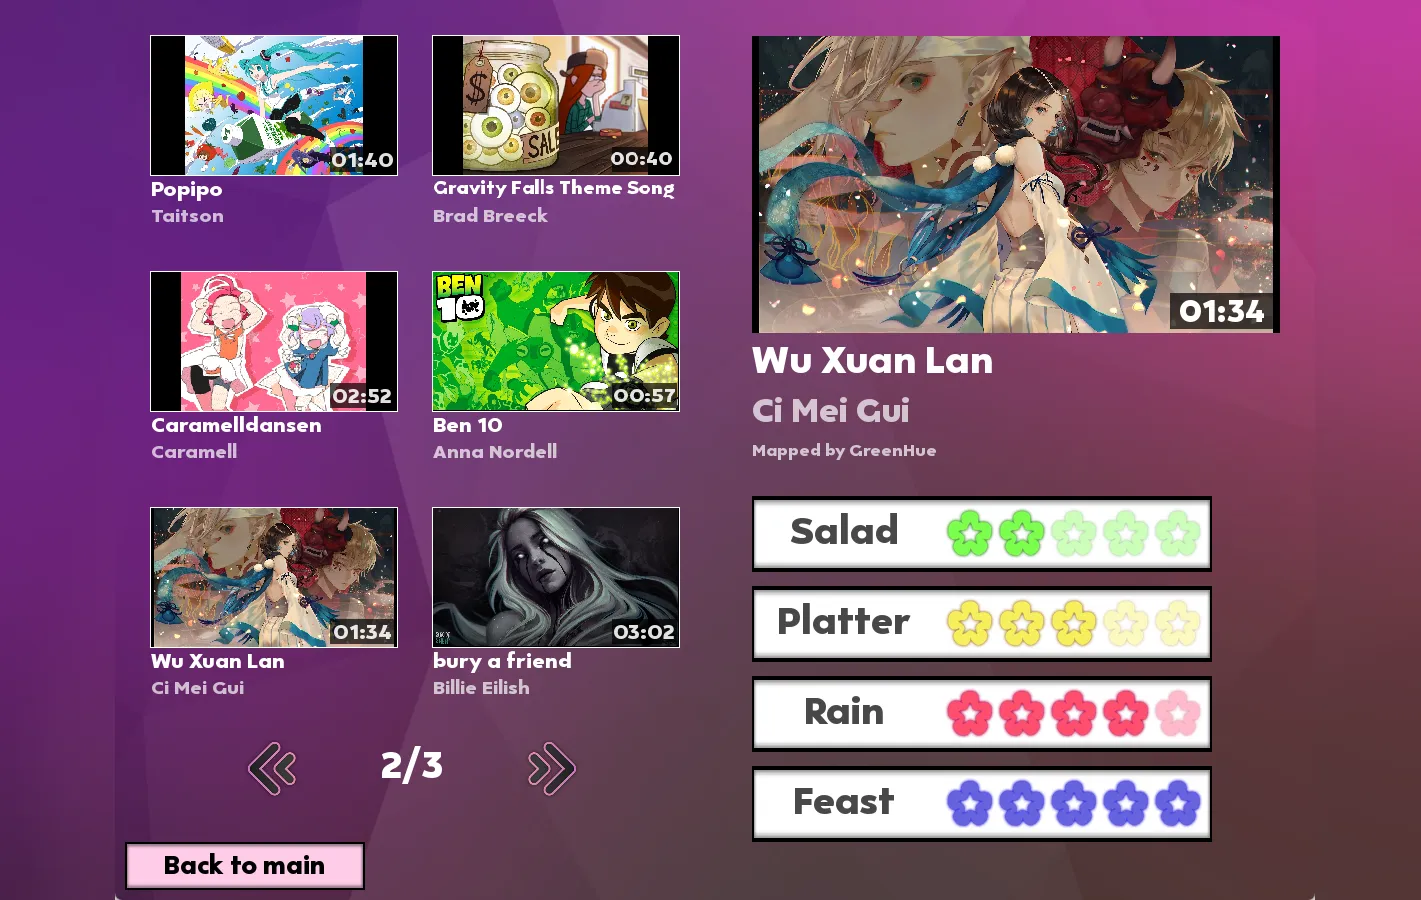 01:40
Popipo
Taitson
$
SAL
00:40
Gravity Falls Theme Song
Brad Breeck
02:52
Caramelldansen
Caramell
BEN
10
00:57
Ben 10
Anna Nordell
01:34
Wu Xuan Lan
Ci Mei Gui
03:02
bury a friend
Billie Eilish
2/3
Back to main
01:34
Wu Xuan Lan
Ci Mei Gui
Mapped by GreenHue
Salad
Platter
Rain
Feast